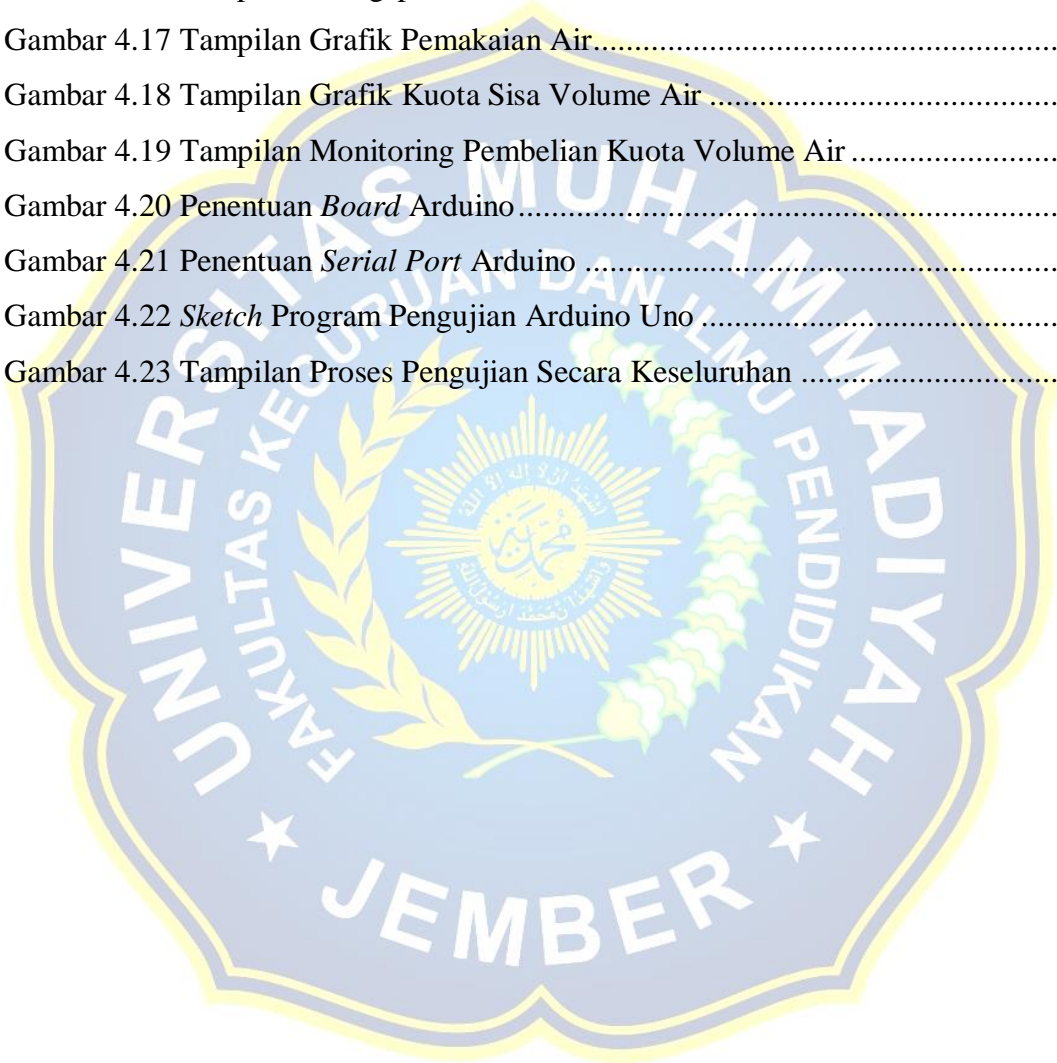 Gambar 4.17 Tampilan Grafik Pemakaian Air
Gambar 4.18 Tampilan Grafik Kuota Sisa Volume Air
Gambar 4.19 Tampilan Monitoring Pembelian Kuota Volume Air
Gambar 4.20 Penentuan Board Arduino
Gambar 4.21 Penentuan Serial Port Arduino
Gambar 4.22 Sketch Program Pengujian Arduino Uno
Gambar 4.23 Tampilan Proses Pengujian Secara Keseluruhan
UNIVERSITAS MUHAMMADIYAH
FAKULTAS KEGURUAN DAN ILMU PENDIDIKAN
JEMBER